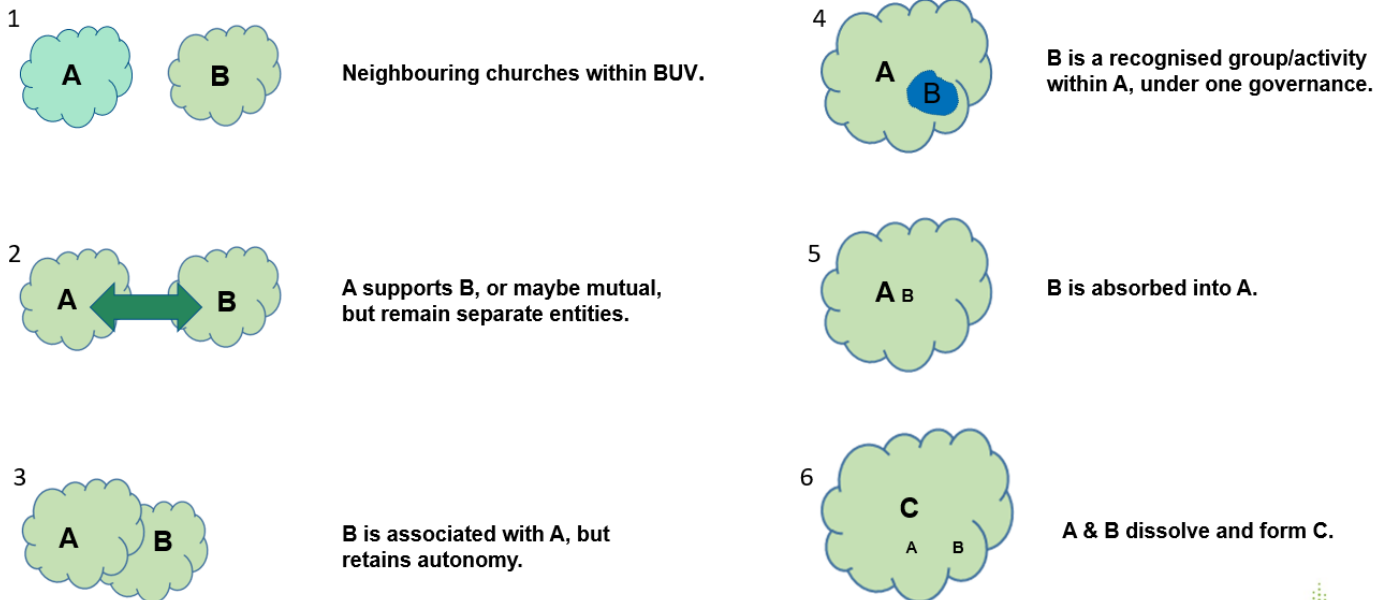 1
A
B
Neighbouring churches within BUV.
2
A
B
A supports B, or maybe mutual,
but remain separate entities.
3
A
B
B is associated with A, but
retains autonomy.
4
A
B
B is a recognised group/activity
within A, under one governance.
5
A B
B is absorbed into A.
6
C
A B
A & B dissolve and form C.